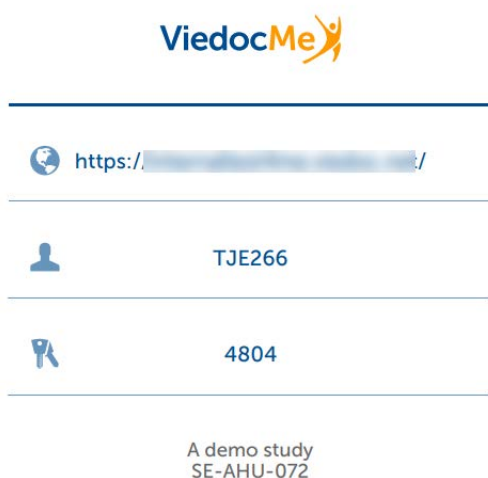 ViedocMe
https:/ /
TJE266
4804
A demo study
SE-AHU-072